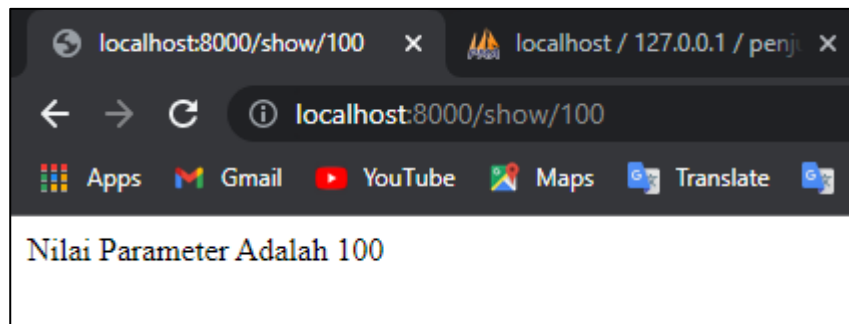 localhost:8000/show/100
localhost / 127.0.0.1 / penj
localhost:8000/show/100
Apps
Gmail
YouTube
Maps
Translate
Nilai Parameter Adalah 100